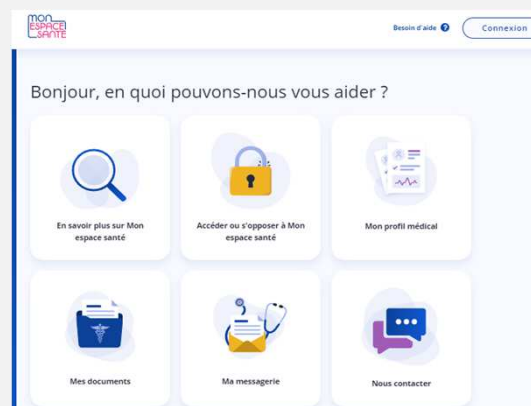 MON
ESPACE
SANTÉ
Besoin d'aide ?
Connexion
Bonjour, en quoi pouvons-nous vous aider ?
En savoir plus sur Mon
espace santé
Accéder ou s'opposer à Mon
espace santé
Mon profil médical
Mes documents
Ma messagerie
Nous contacter